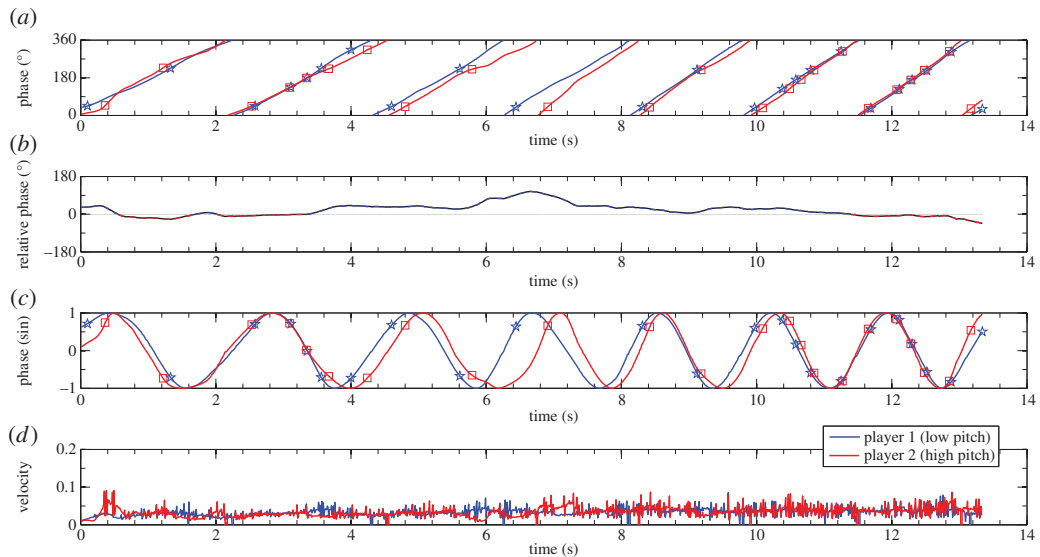 (a)
360
180
0
phase (°)
0 2 4 6 8 10 12 14
time (s)
(b)
180
0
−180
relative phase (°)
0 2 4 6 8 10 12 14
time (s)
(c)
1
0
−1
phase (sin)
0 2 4 6 8 10 12 14
time (s)
(d)
player 1 (low pitch)
player 2 (high pitch)
0.2
0.1
0
velocity
0 2 4 6 8 10 12 14
time (s)